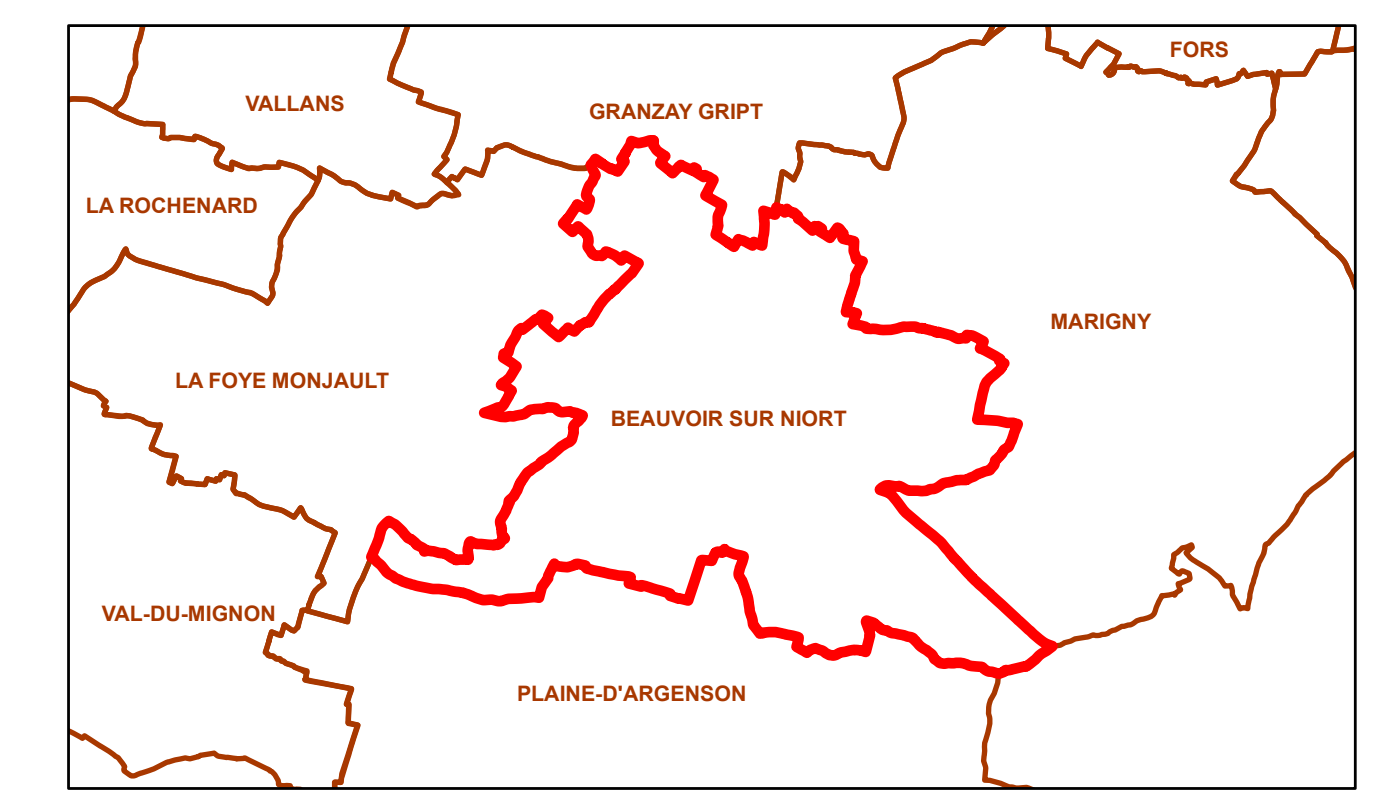 FORS
VALLANS
GRANZAY GRIPT
LA ROCHENARD
MARIGNY
LA FOYE MONJAULT
BEAUVOIR SUR NIORT
VAL-DU-MIGNON
PLAINE-D'ARGENSON